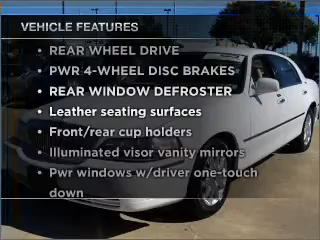 VEHICLE FEATURES
• REAR WHEEL DRIVE
• PWR 4-WHEEL DISC BRAKES
• REAR WINDOW DEFROSTER
• Leather seating surfaces
• Front/rear cup holders
• Illuminated visor vanity mirrors
• Pwr windows w/driver one-touch
down